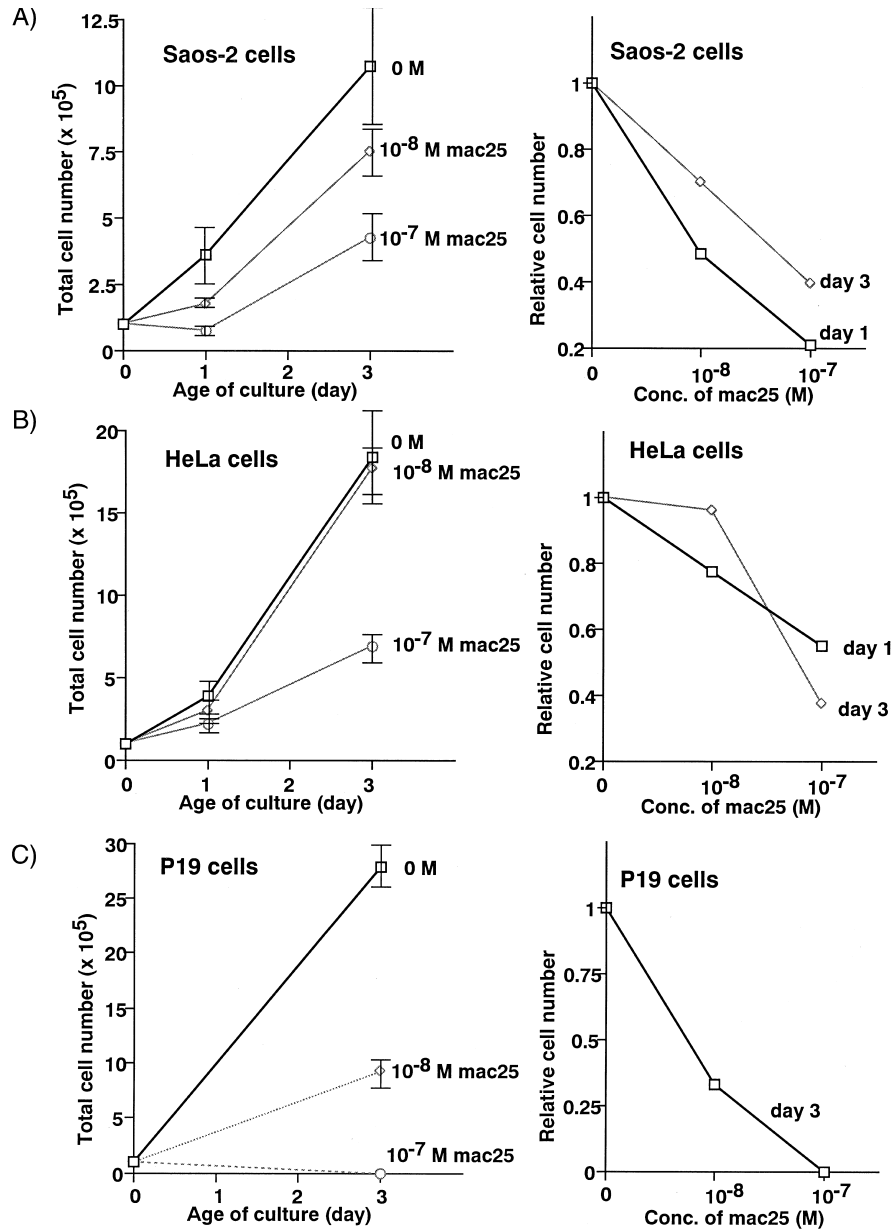 A)
Saos-2 cells
Total cell number (x 10⁵)
12.5
10
7.5
5
2.5
0
0 M
10⁻⁸ M mac25
10⁻⁷ M mac25
0 1 2 3
Age of culture (day)
Saos-2 cells
Relative cell number
1
0.8
0.6
0.4
0.2
day 3
day 1
0 10⁻⁸ 10⁻⁷
Conc. of mac25 (M)
B)
HeLa cells
Total cell number (x 10⁵)
20
15
10
5
0
0 M
10⁻⁸ M mac25
10⁻⁷ M mac25
0 1 2 3
Age of culture (day)
HeLa cells
Relative cell number
1
0.8
0.6
0.4
0.2
day 1
day 3
0 10⁻⁸ 10⁻⁷
Conc. of mac25 (M)
C)
P19 cells
Total cell number (x 10⁵)
30
25
20
15
10
5
0
0 M
10⁻⁸ M mac25
10⁻⁷ M mac25
0 1 2 3
Age of culture (day)
P19 cells
Relative cell number
1
0.75
0.5
0.25
0
day 3
0 10⁻⁸ 10⁻⁷
Conc. of mac25 (M)